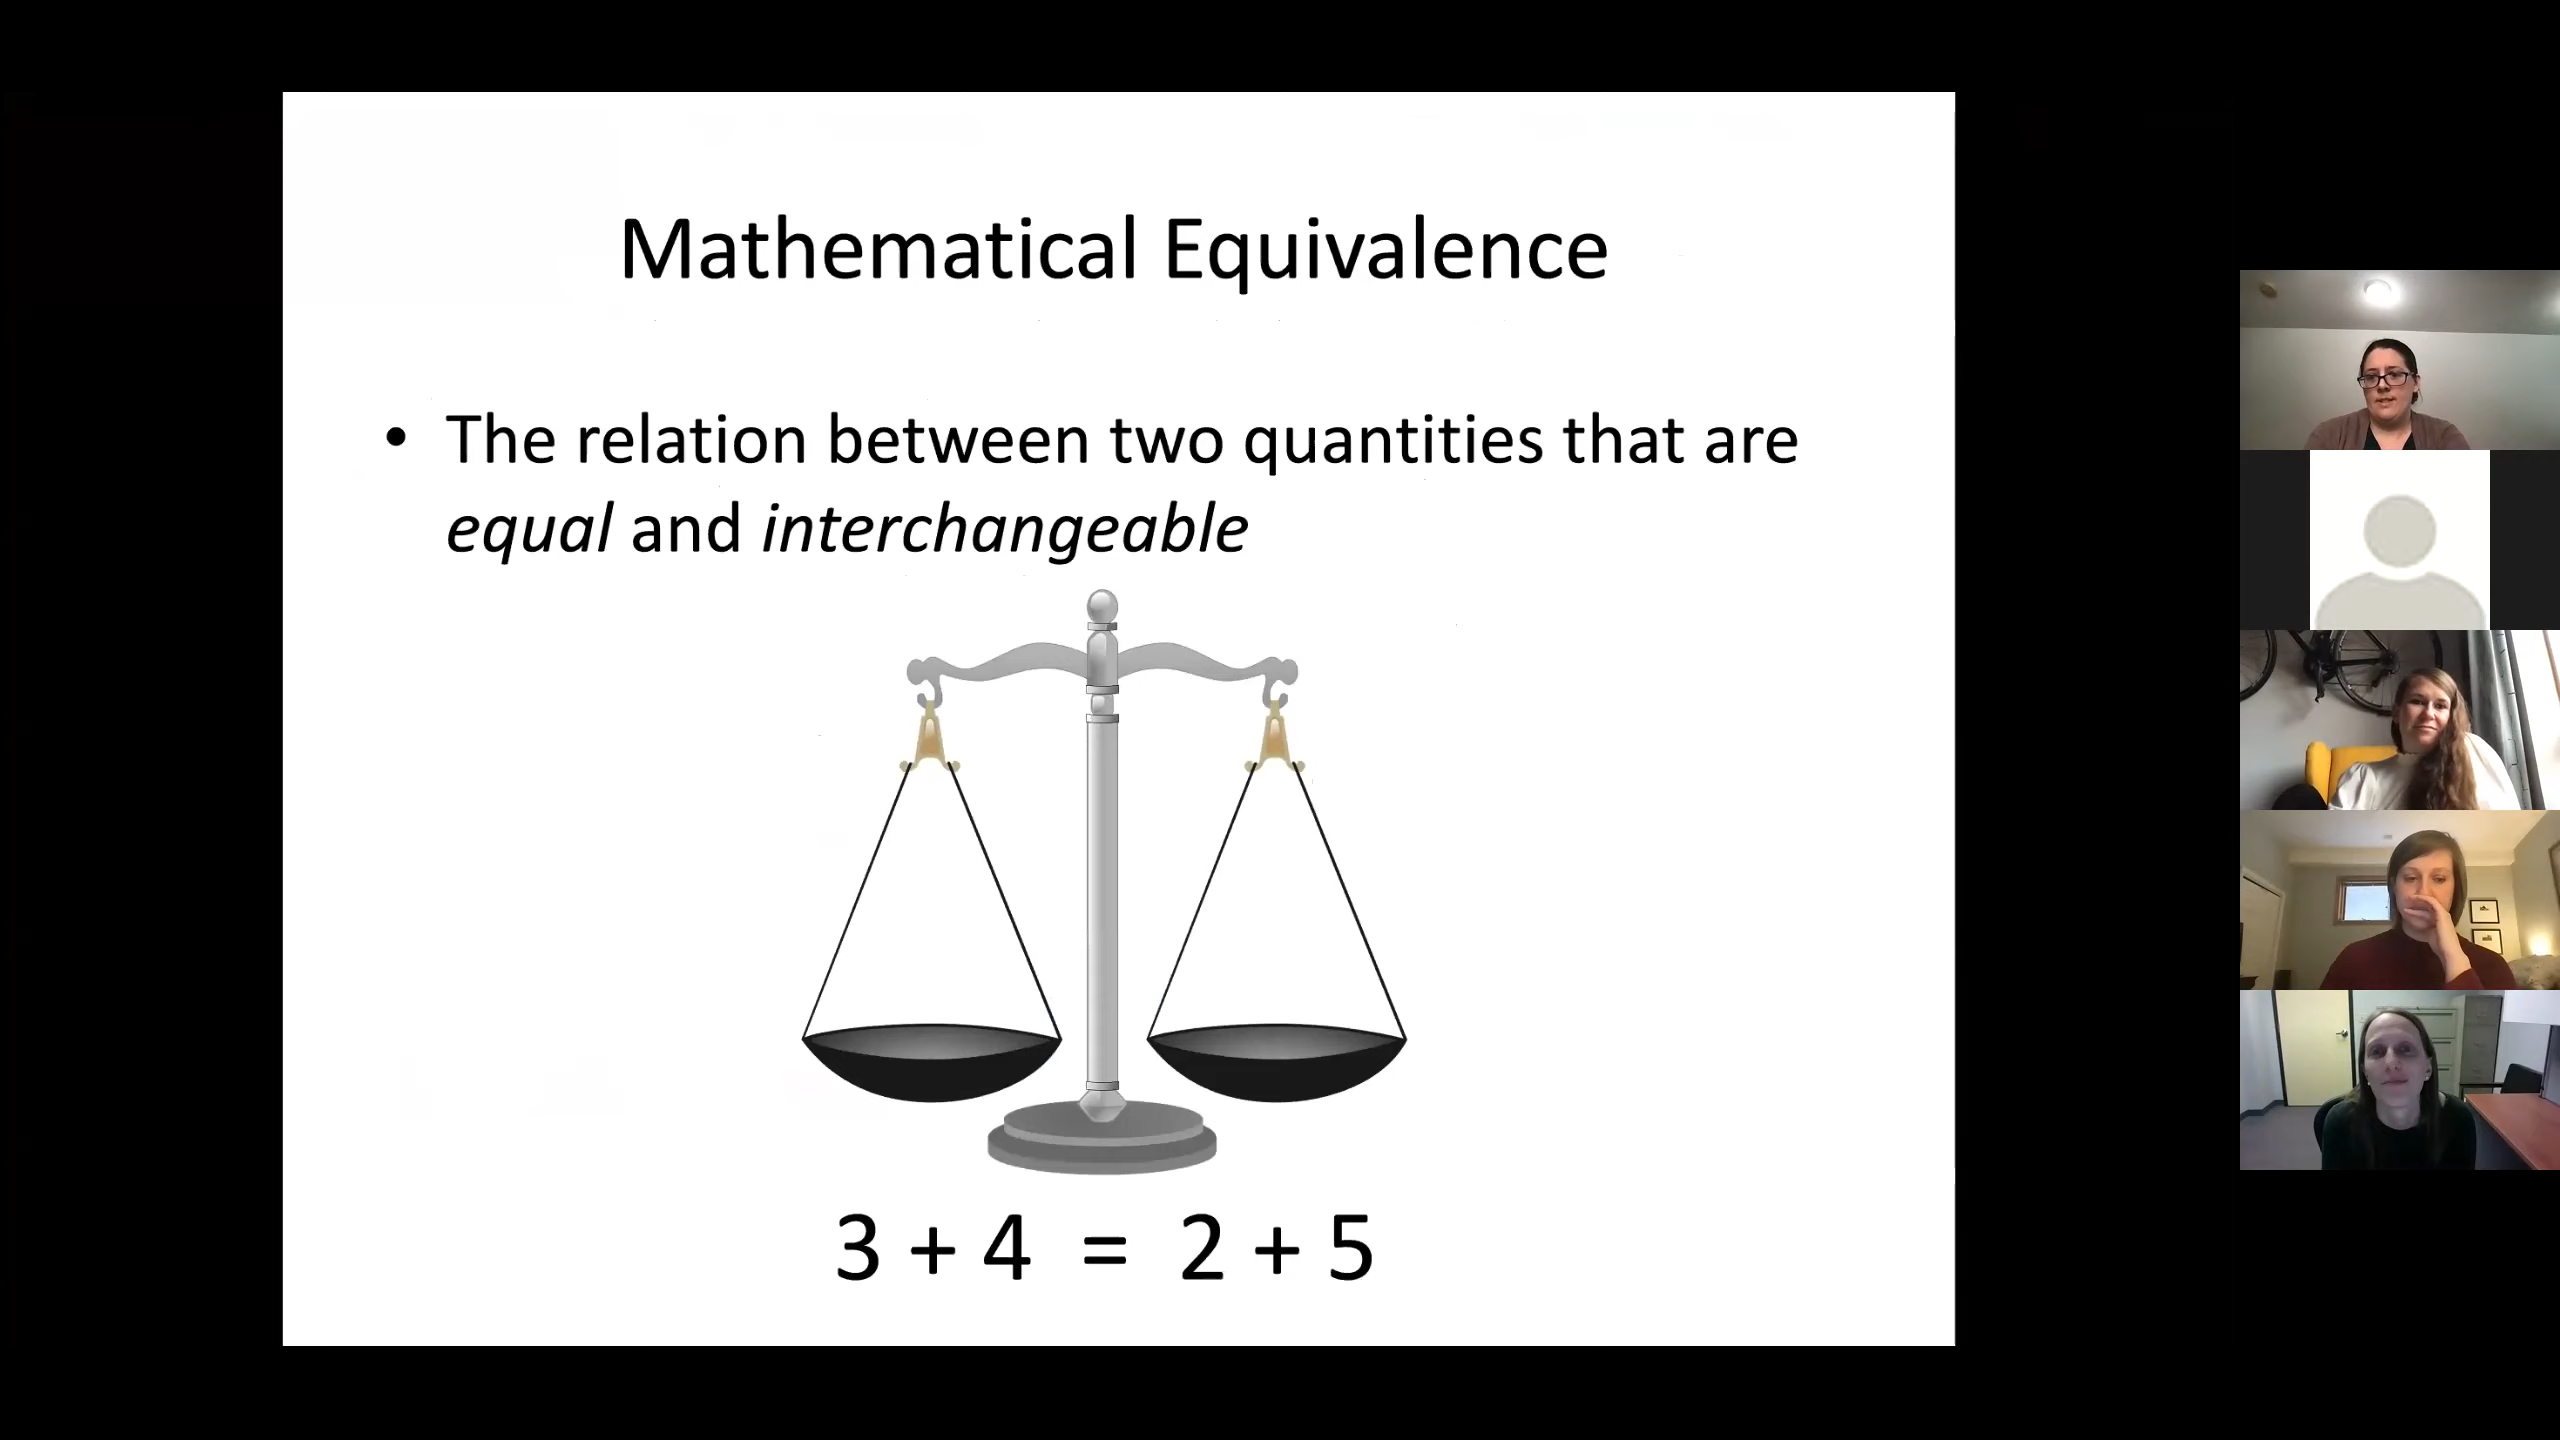 Mathematical Equivalence
• The relation between two quantities that are
equal and interchangeable
3 + 4 = 2 + 5